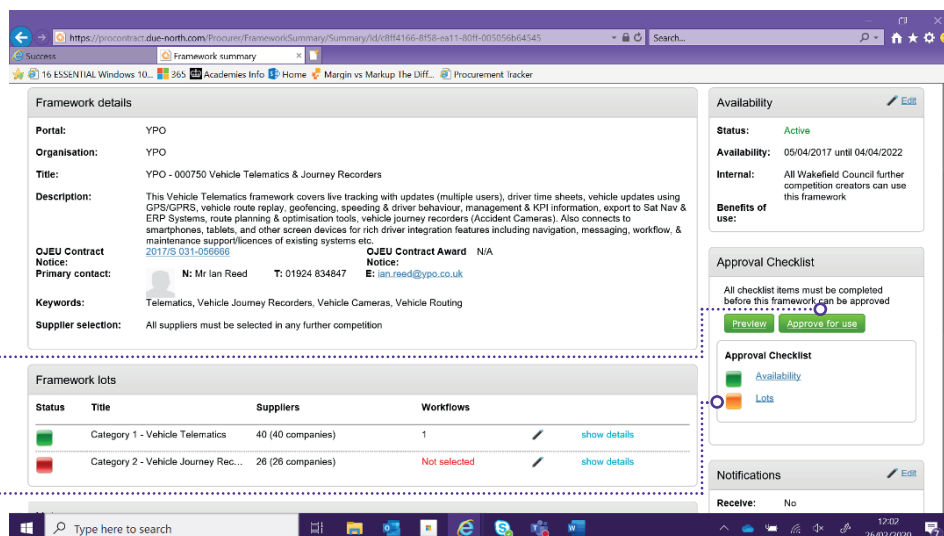 https://procontract.due-north.com/Procurer/FrameworkSummary/Summary/Id/c8ff4166-8f58-ea11-80ff-005056b64545
Search...
Success
Framework summary
16 ESSENTIAL Windows 10...
365
Academies Info
Home
Margin vs Markup The Diff...
Procurement Tracker
Framework details
Portal: YPO
Organisation: YPO
Title: YPO - 000750 Vehicle Telematics & Journey Recorders
Description: This Vehicle Telematics framework covers live tracking with updates (multiple users), driver time sheets, vehicle updates using
GPS/GPRS, vehicle route replay, geofencing, speeding & driver behaviour, management & KPI information, export to Sat Nav &
ERP Systems, route planning & optimisation tools, vehicle journey recorders (Accident Cameras). Also connects to
smartphones, tablets, and other screen devices for rich driver integration features including navigation, messaging, workflow, &
maintenance support/licences of existing systems etc.
OJEU Contract Notice: 2017/S 031-056666 OJEU Contract Award Notice: N/A
Primary contact: N: Mr Ian Reed T: 01924 834847 E: ian.reed@ypo.co.uk
Keywords: Telematics, Vehicle Journey Recorders, Vehicle Cameras, Vehicle Routing
Supplier selection: All suppliers must be selected in any further competition
Framework lots
Status Title Suppliers Workflows
Category 1 - Vehicle Telematics 40 (40 companies) 1 show details
Category 2 - Vehicle Journey Rec... 26 (26 companies) Not selected show details
Availability Edit
Status: Active
Availability: 05/04/2017 until 04/04/2022
Internal: All Wakefield Council further
competition creators can use
this framework
Benefits of
use:
Approval Checklist
All checklist items must be completed
before this framework can be approved
Preview Approve for use
Approval Checklist
Availability
Lots
Notifications Edit
Receive: No
Type here to search
12:02
26/02/2020